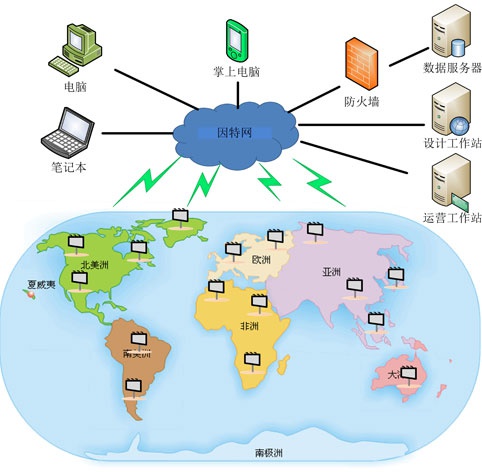 电脑
掌上电脑
防火墙
数据服务器
笔记本
因特网
设计工作站
运营工作站
北美洲
夏威夷
欧洲
亚洲
非洲
南美洲
大
南极洲